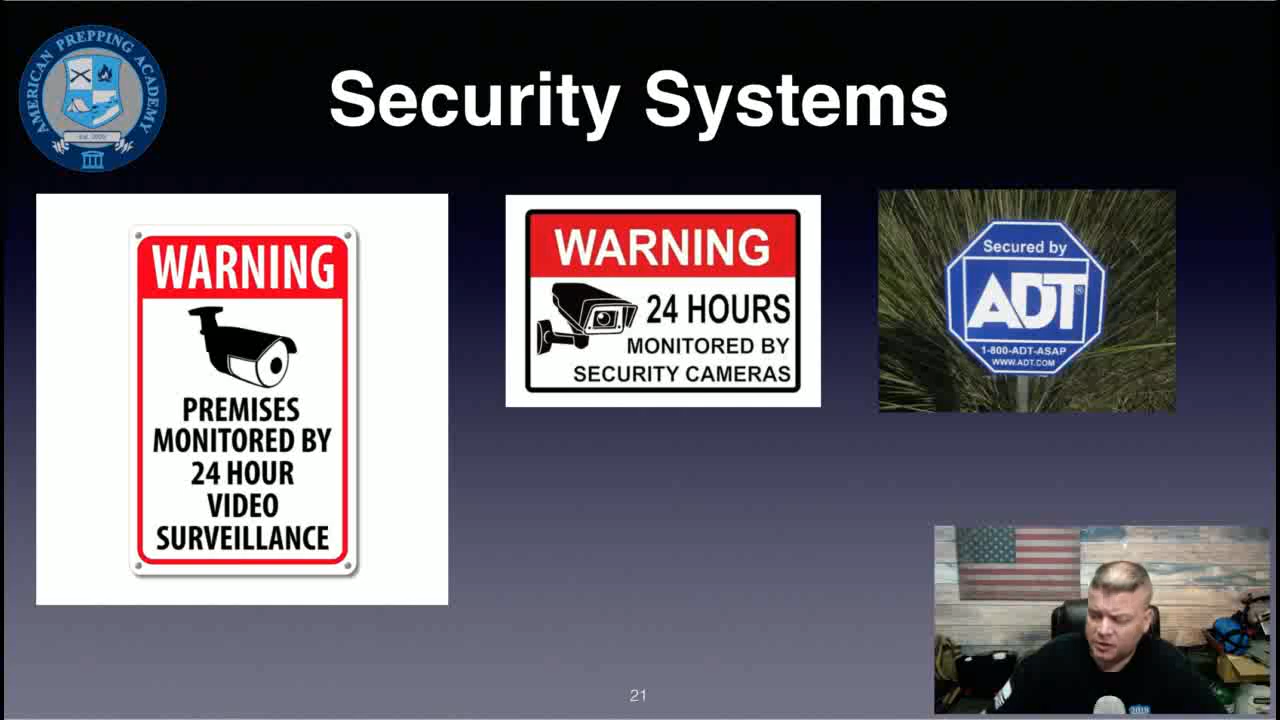 AMERICAN PREPPING ACADEMY
Security Systems
WARNING
PREMISES
MONITORED BY
24 HOUR
VIDEO
SURVEILLANCE
WARNING
24 HOURS
MONITORED BY
SECURITY CAMERAS
Secured by
ADT®
1-800-ADT-ASAP
WWW.ADT.COM
21